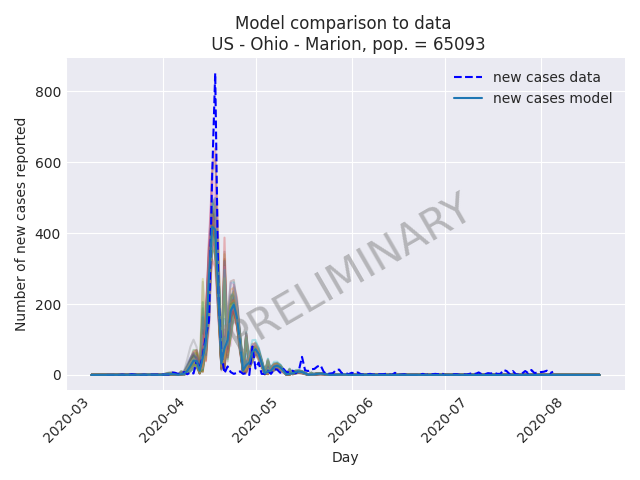 Model comparison to data
US - Ohio - Marion, pop. = 65093
new cases data
new cases model
Number of new cases reported
800
600
400
200
0
PRELIMINARY
2020-03
2020-04
2020-05
2020-06
2020-07
2020-08
Day